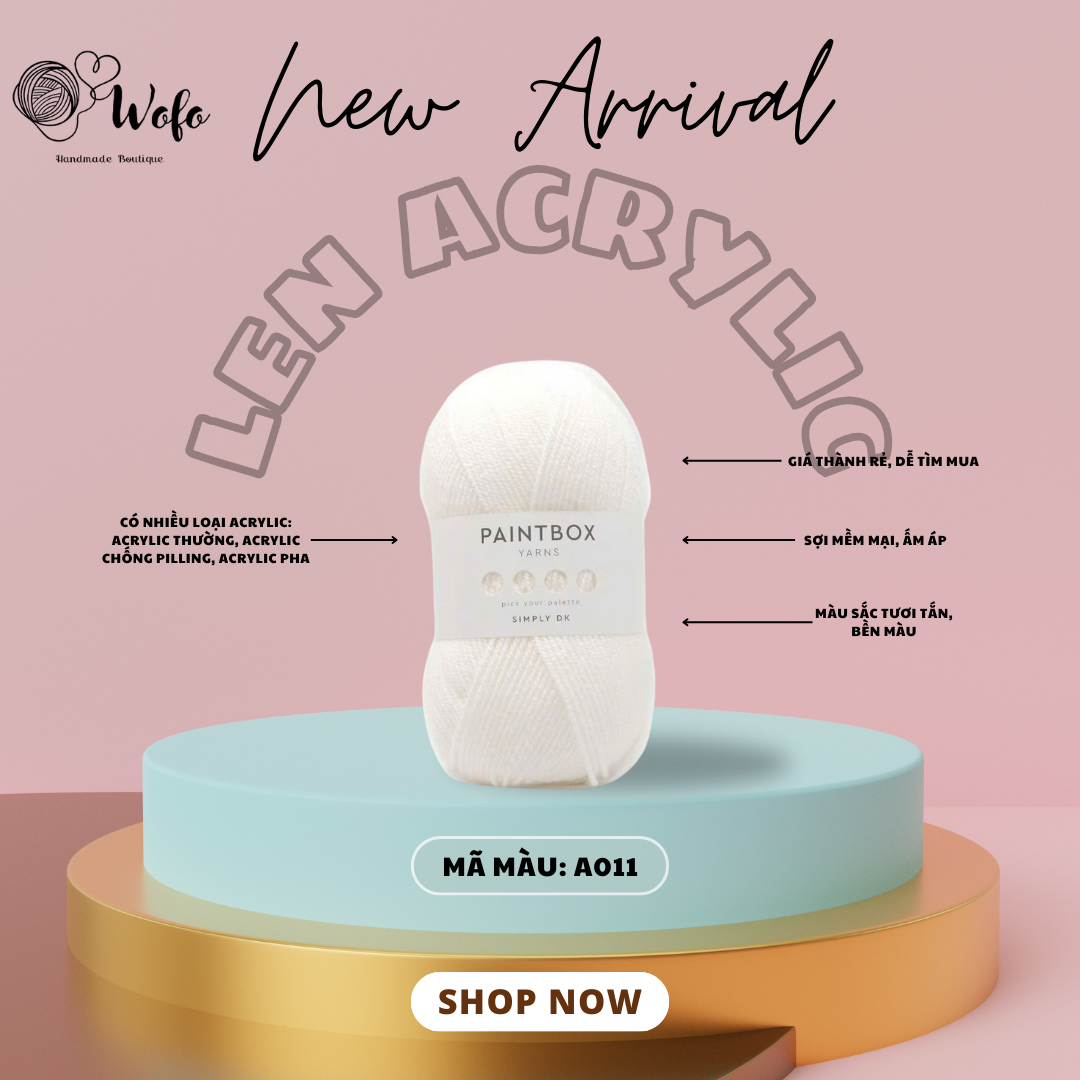 Wofo
Handmade Boutique
New Arrival
LEN ACRYLIC
GIÁ THÀNH RẺ, DỄ TÌM MUA
CÓ NHIỀU LOẠI ACRYLIC:
ACRYLIC THƯỜNG, ACRYLIC
CHỐNG PILLING, ACRYLIC PHA
SỢI MỀM MẠI, ẤM ÁP
MÀU SẮC TƯƠI TẮN,
BỀN MÀU
PAINTBOX
YARNS
pick your palette
SIMPLY DK
MÃ MÀU: A011
SHOP NOW